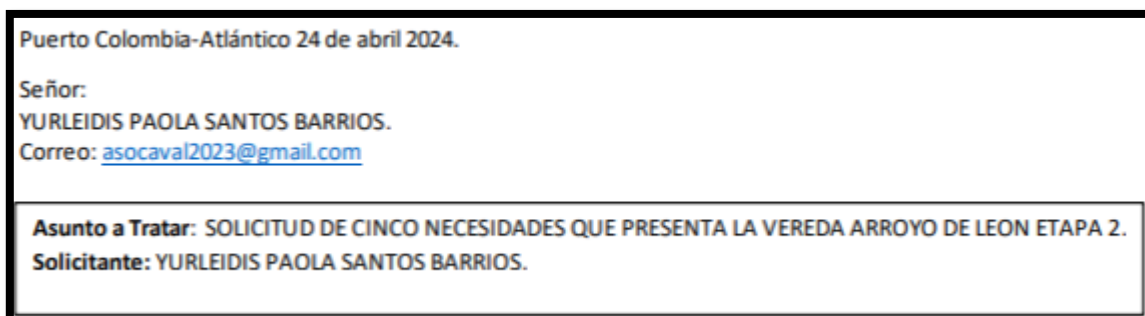 Puerto Colombia-Atlántico 24 de abril 2024.
Señor:
YURLEIDIS PAOLA SANTOS BARRIOS.
Correo: asocaval2023@gmail.com
Asunto a Tratar: SOLICITUD DE CINCO NECESIDADES QUE PRESENTA LA VEREDA ARROYO DE LEON ETAPA 2.
Solicitante: YURLEIDIS PAOLA SANTOS BARRIOS.